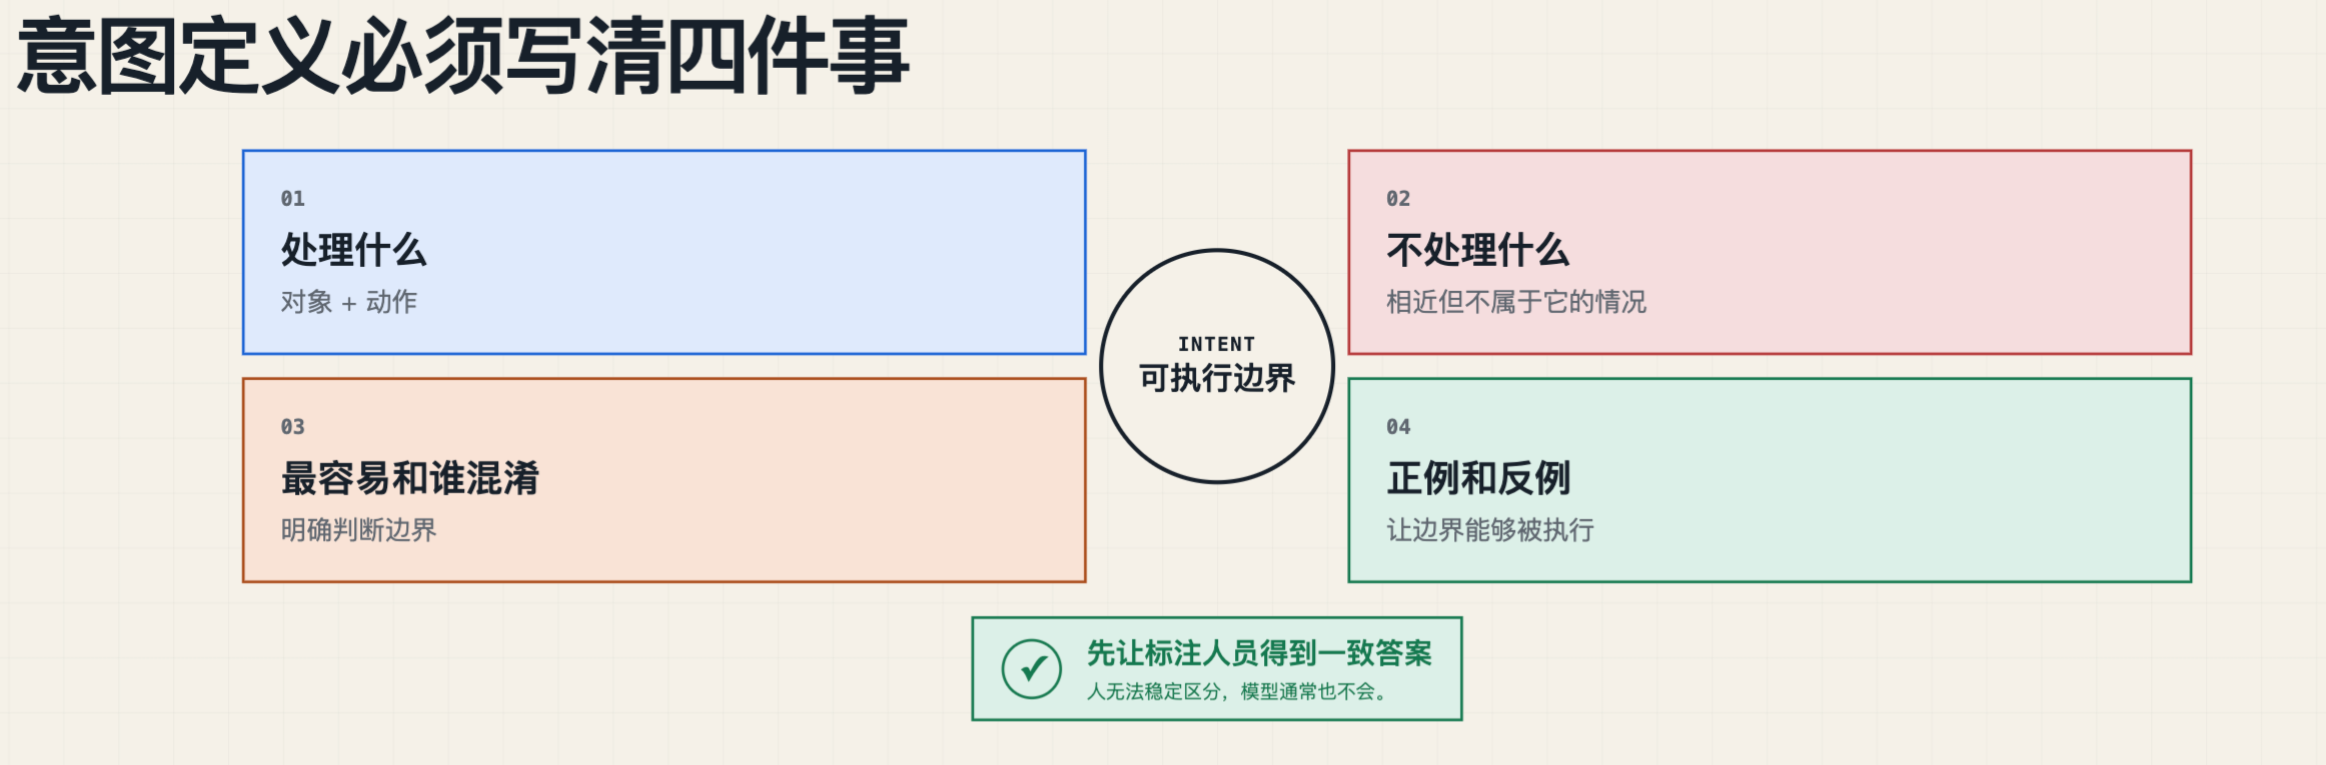 意图定义必须写清四件事
01
处理什么
对象 + 动作
02
不处理什么
相近但不属于它的情况
INTENT
可执行边界
03
最容易和谁混淆
明确判断边界
04
正例和反例
让边界能够被执行
先让标注人员得到一致答案
人无法稳定区分，模型通常也不会。